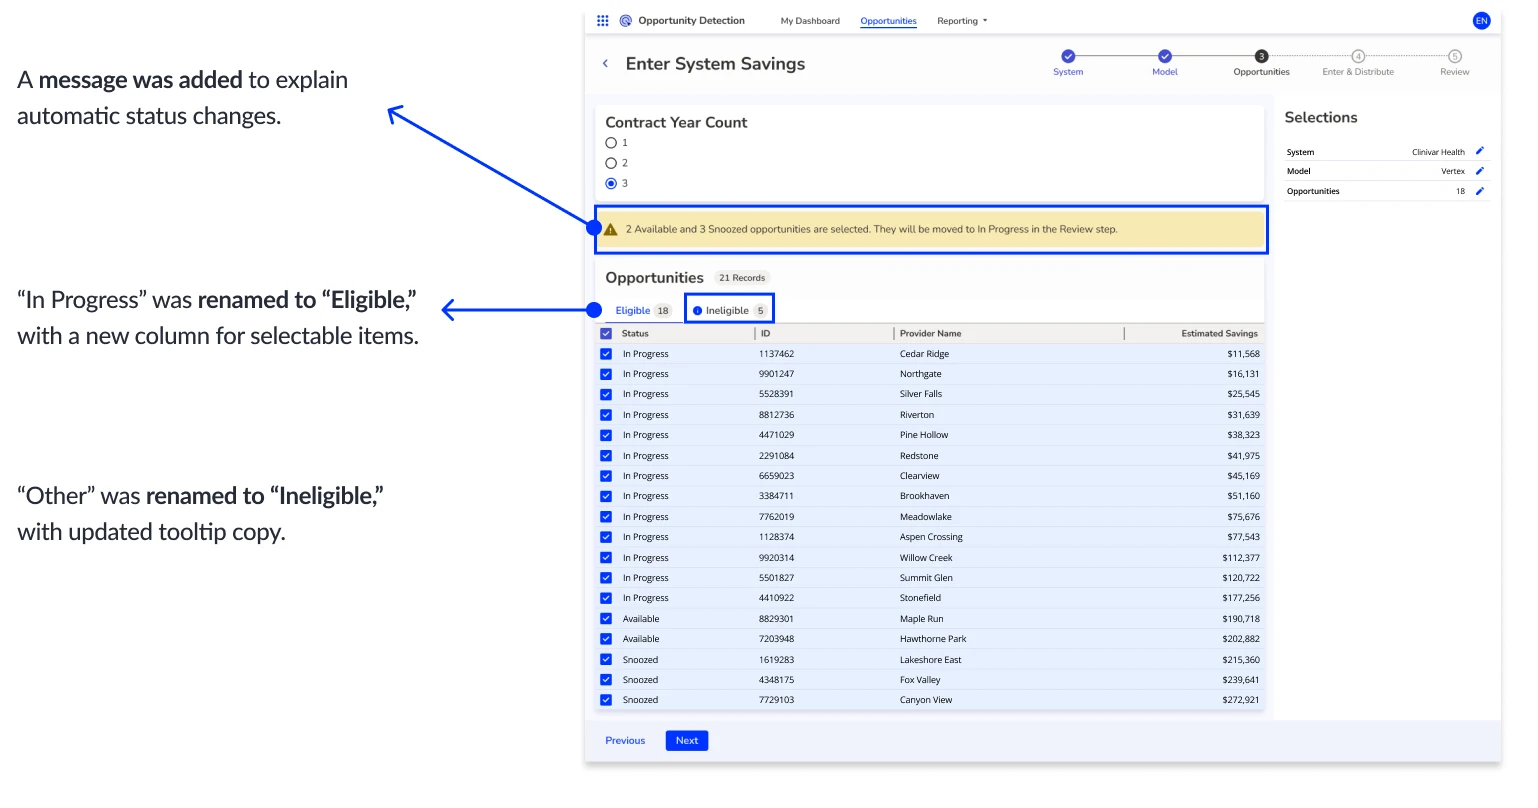 A message was added to explain
automatic status changes.
“In Progress” was renamed to “Eligible,”
with a new column for selectable items.
“Other” was renamed to “Ineligible,”
with updated tooltip copy.
Opportunity Detection My Dashboard Opportunities Reporting EN
Enter System Savings
3 4 5
System Model Opportunities Enter & Distribute Review
Contract Year Count
1
2
3
2 Available and 3 Snoozed opportunities are selected. They will be moved to In Progress in the Review step.
Opportunities 21 Records
Eligible 18 Ineligible 5
Status ID Provider Name Estimated Savings
In Progress 1137462 Cedar Ridge $11,568
In Progress 9901247 Northgate $16,131
In Progress 5528391 Silver Falls $25,545
In Progress 8812736 Riverton $31,639
In Progress 4471029 Pine Hollow $38,323
In Progress 2291084 Redstone $41,975
In Progress 6659023 Clearview $45,169
In Progress 3384711 Brookhaven $51,160
In Progress 7762019 Meadowlake $75,676
In Progress 1128374 Aspen Crossing $77,543
In Progress 9920314 Willow Creek $112,377
In Progress 5501827 Summit Glen $120,722
In Progress 4410922 Stonefield $177,256
Available 8829301 Maple Run $190,718
Available 7203948 Hawthorne Park $202,882
Snoozed 1619283 Lakeshore East $215,360
Snoozed 4348175 Fox Valley $239,641
Snoozed 7729103 Canyon View $272,921
Previous Next
Selections
System Clinivar Health
Model Vertex
Opportunities 18